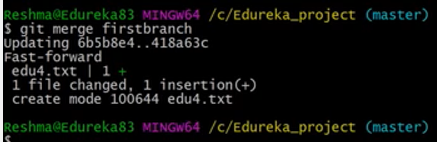 Reshma@Edureka83 MINGW64 /c/Edureka_project (master)
$ git merge firstbranch
Updating 6b5b8e4..418a63c
Fast-forward
 edu4.txt | 1 +
 1 file changed, 1 insertion(+)
 create mode 100644 edu4.txt
Reshma@Edureka83 MINGW64 /c/Edureka_project (master)
$